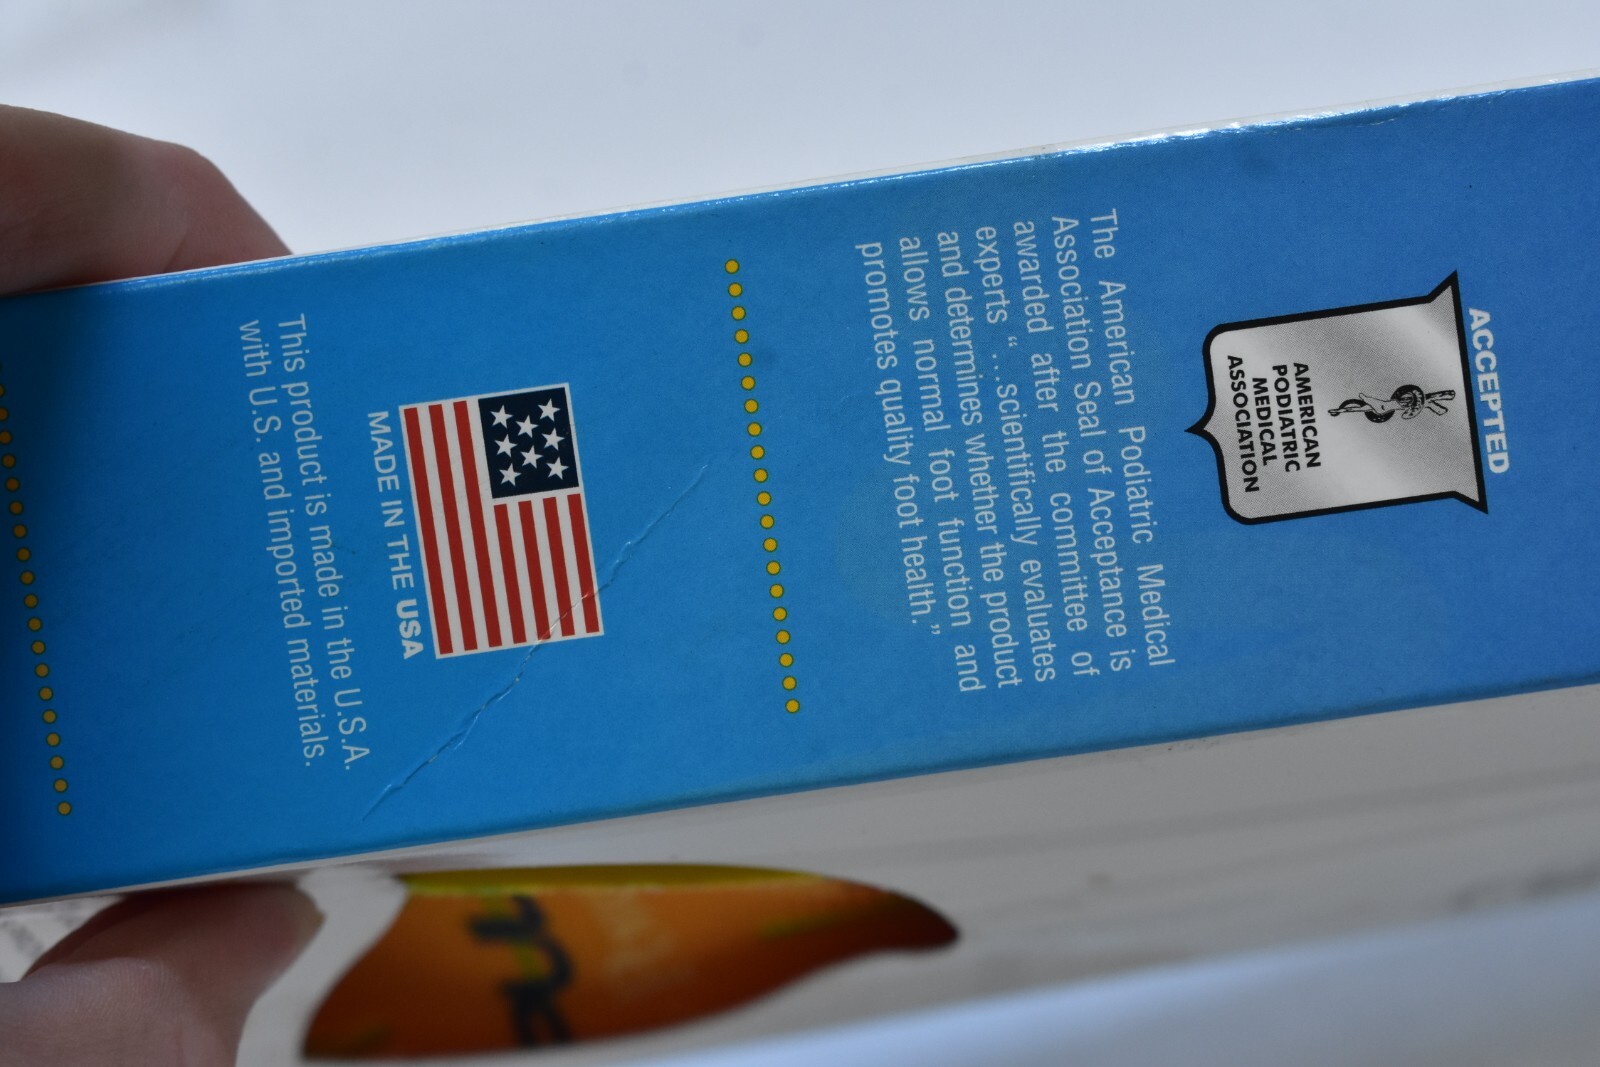 ACCEPTED
AMERICAN
PODIATRIC
MEDICAL
ASSOCIATION
The American Podiatric Medical
Association Seal of Acceptance is
awarded after the committee of
experts “...scientifically evaluates
and determines whether the product
allows normal foot function and
promotes quality foot health.”
MADE IN THE USA
This product is made in the U.S.A.
with U.S. and imported materials.